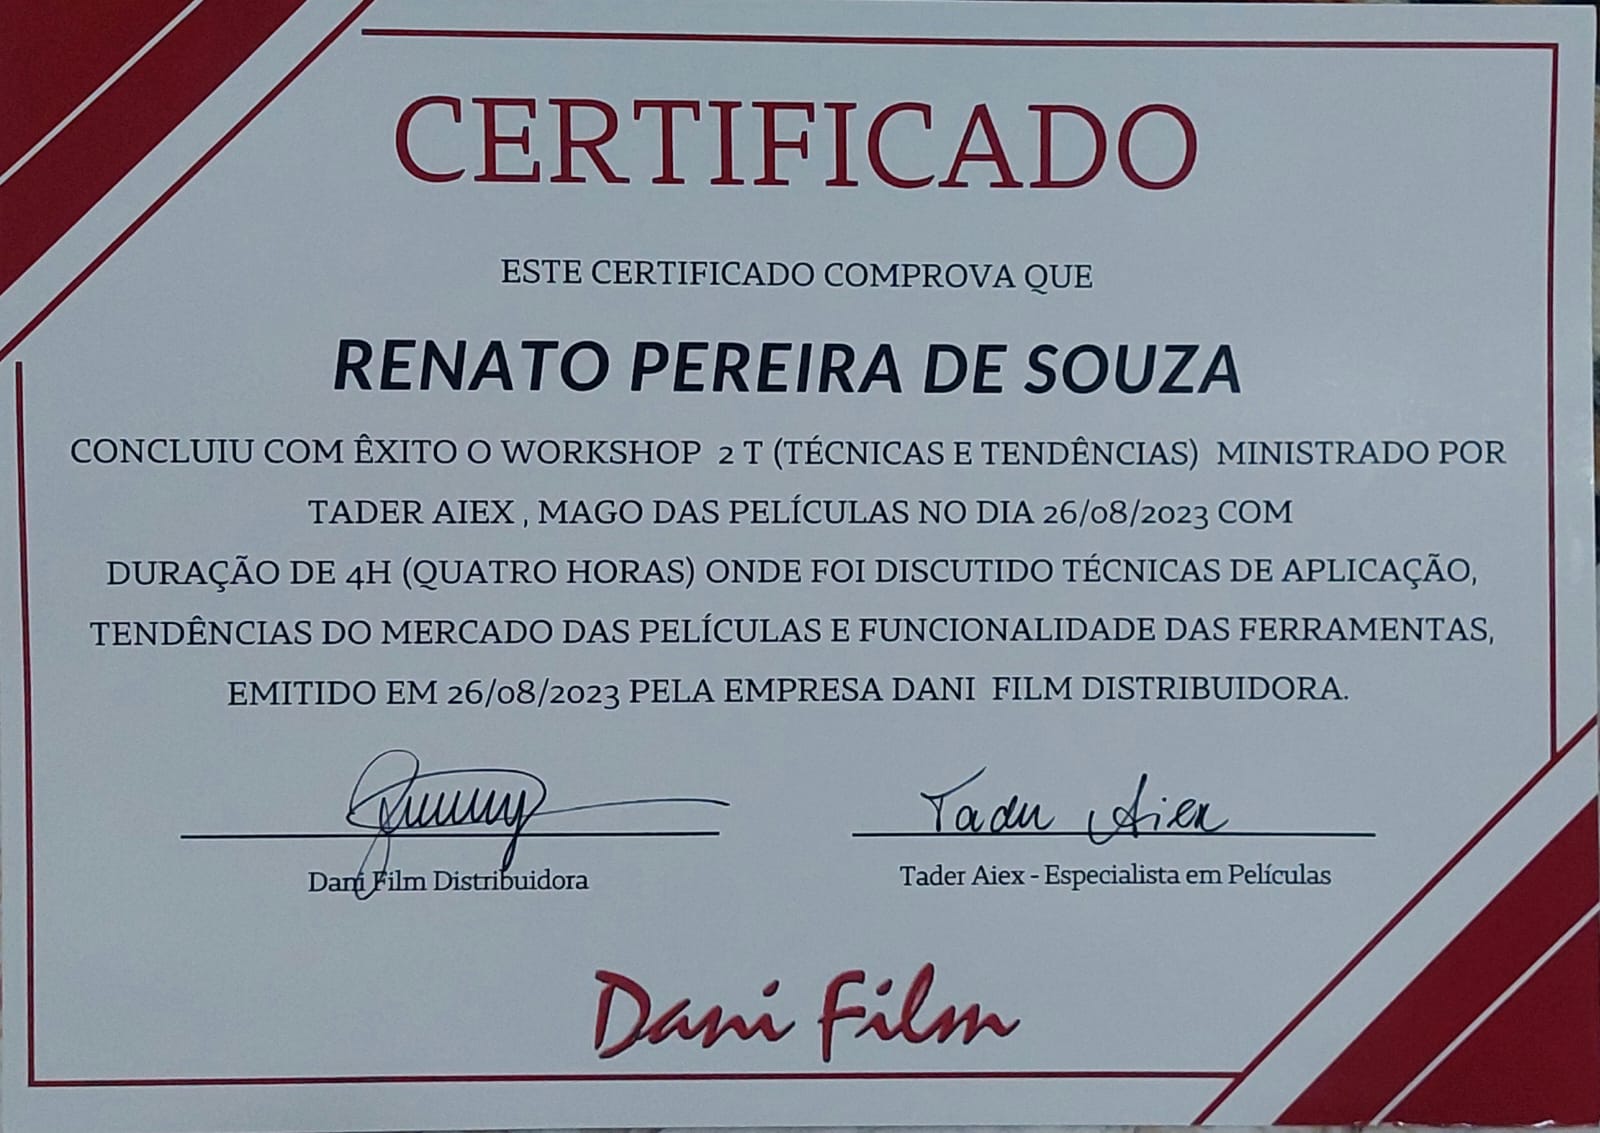 CERTIFICADO
ESTE CERTIFICADO COMPROVA QUE
RENATO PEREIRA DE SOUZA
CONCLUIU COM ÊXITO O WORKSHOP 2 T (TÉCNICAS E TENDÊNCIAS) MINISTRADO POR
TADER AIEX , MAGO DAS PELÍCULAS NO DIA 26/08/2023 COM
DURAÇÃO DE 4H (QUATRO HORAS) ONDE FOI DISCUTIDO TÉCNICAS DE APLICAÇÃO,
TENDÊNCIAS DO MERCADO DAS PELÍCULAS E FUNCIONALIDADE DAS FERRAMENTAS,
EMITIDO EM 26/08/2023 PELA EMPRESA DANI FILM DISTRIBUIDORA.
Tader Aiex
Dani Film Distribuidora
Tader Aiex - Especialista em Películas
Dani Film